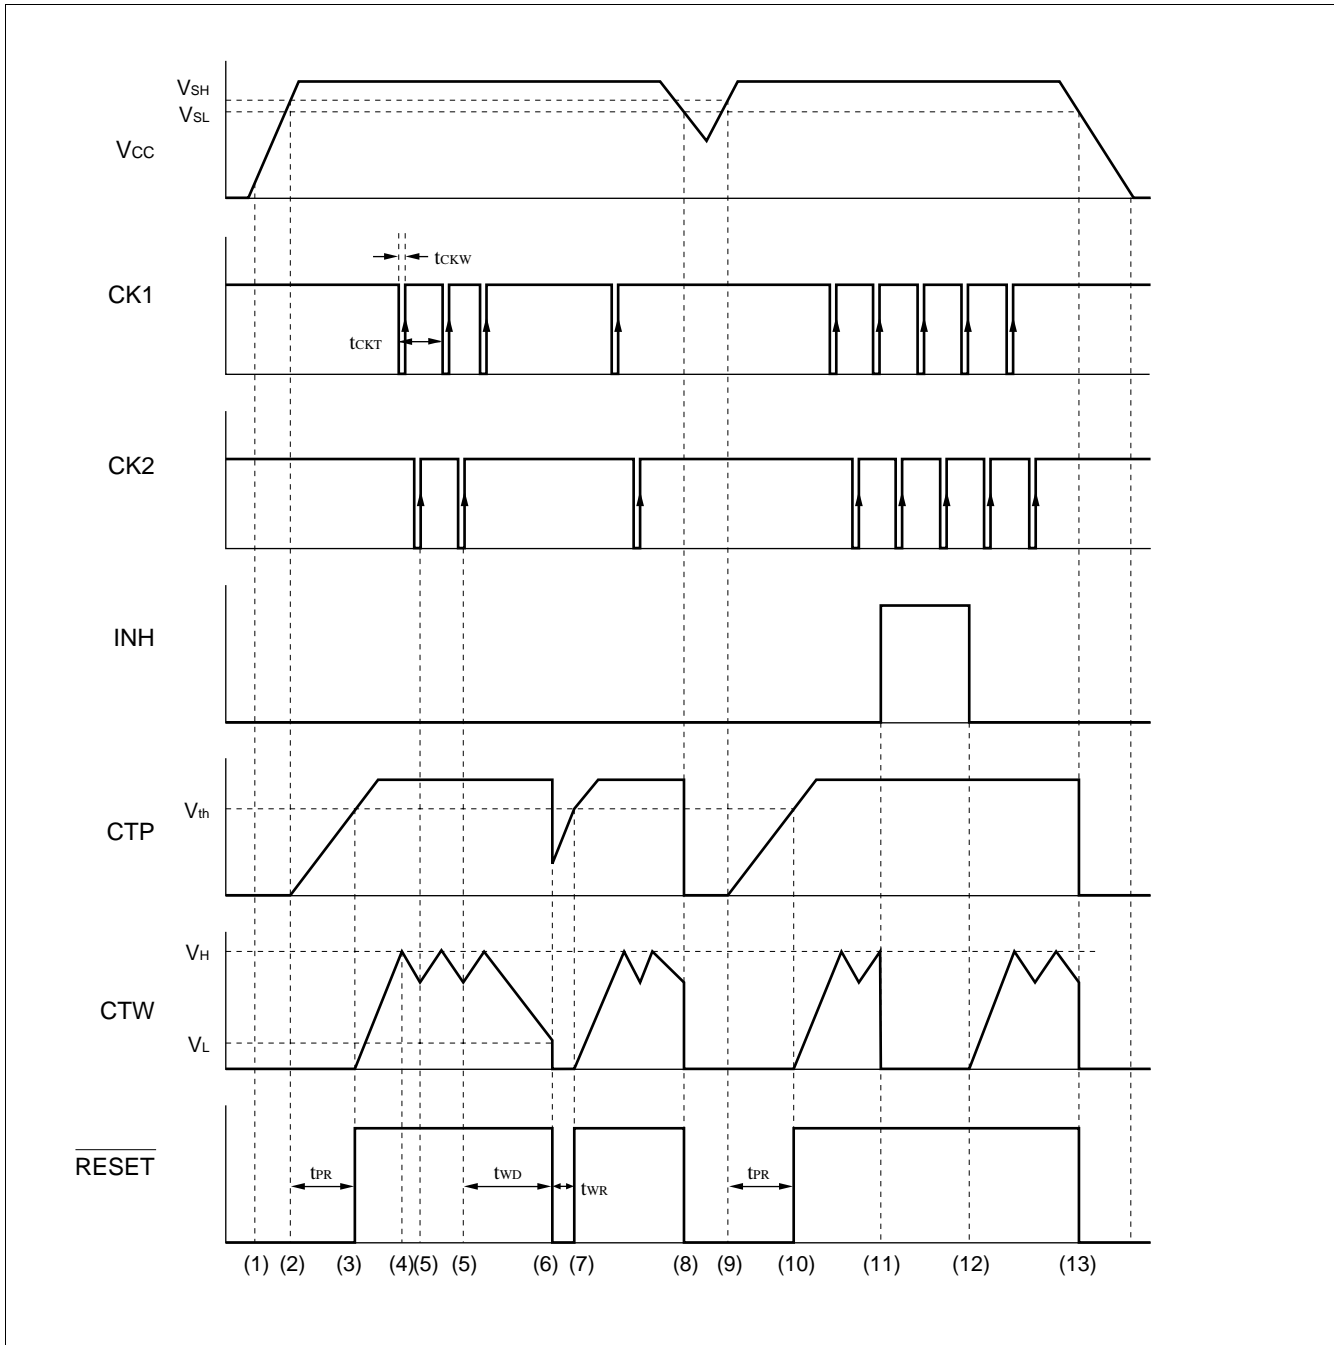 VSH
VSL
VCC
tCKW
CK1
tCKT
CK2
INH
Vth
CTP
VH
CTW
VL
RESET
tPR
tWD
tWR
tPR
(1) (2) (3) (4)(5) (5) (6) (7) (8) (9) (10) (11) (12) (13)